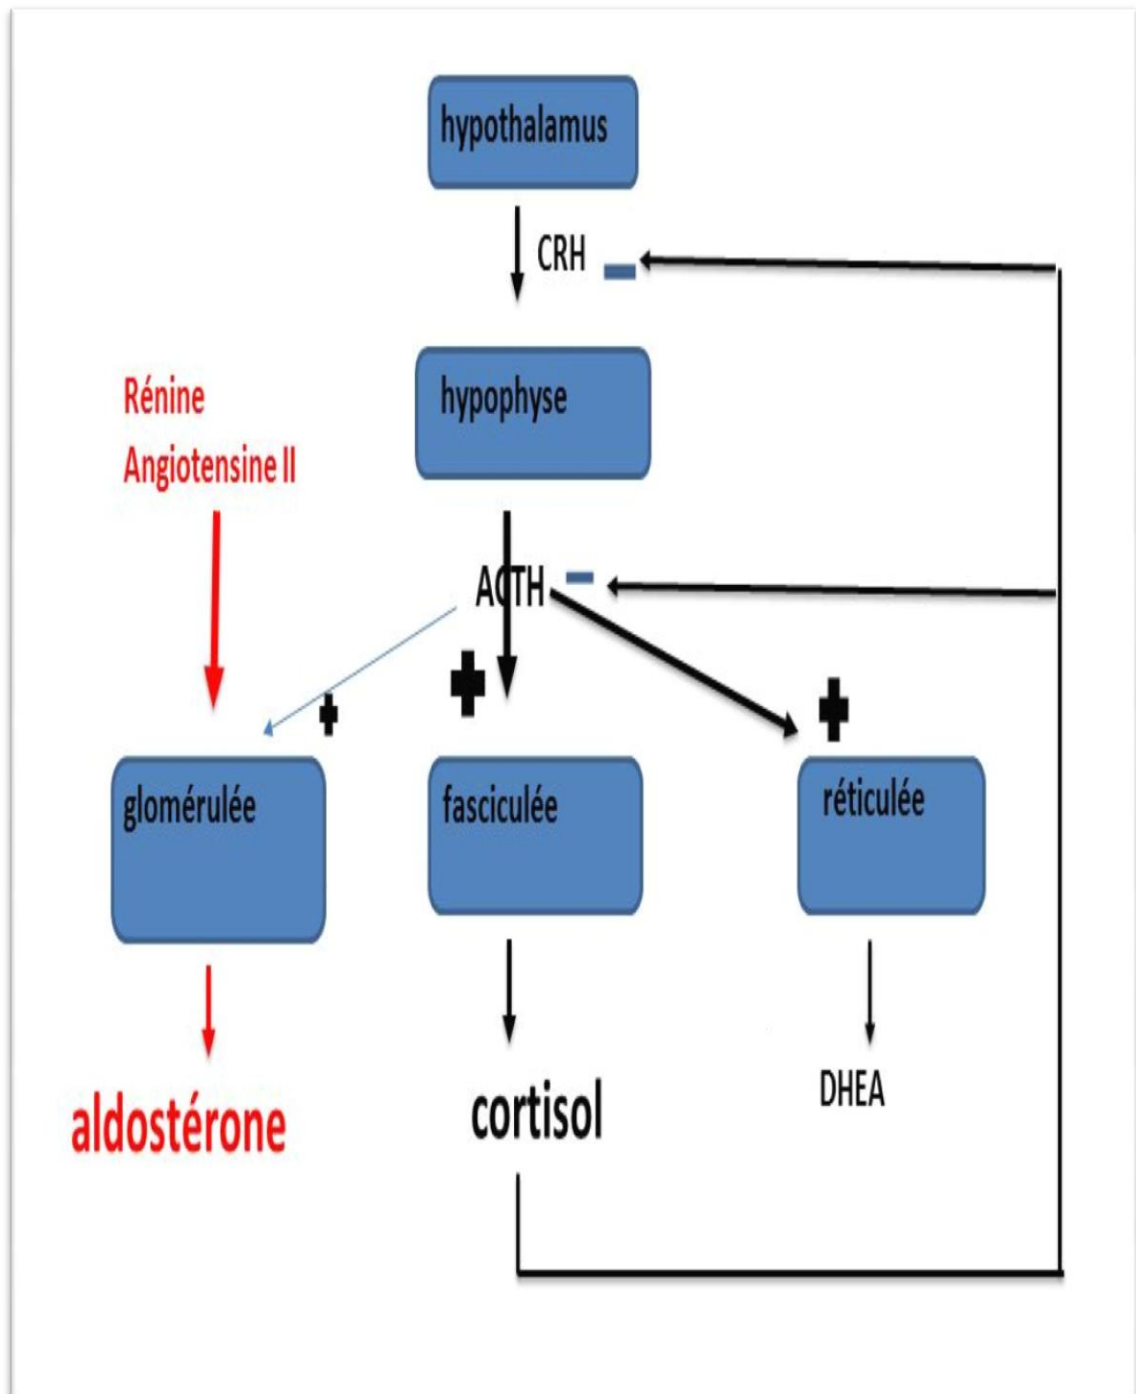 hypothalamus
CRH
hypophyse
Rénine
Angiotensine II
ACTH
glomérulée
fasciculée
réticulée
aldostérone
cortisol
DHEA